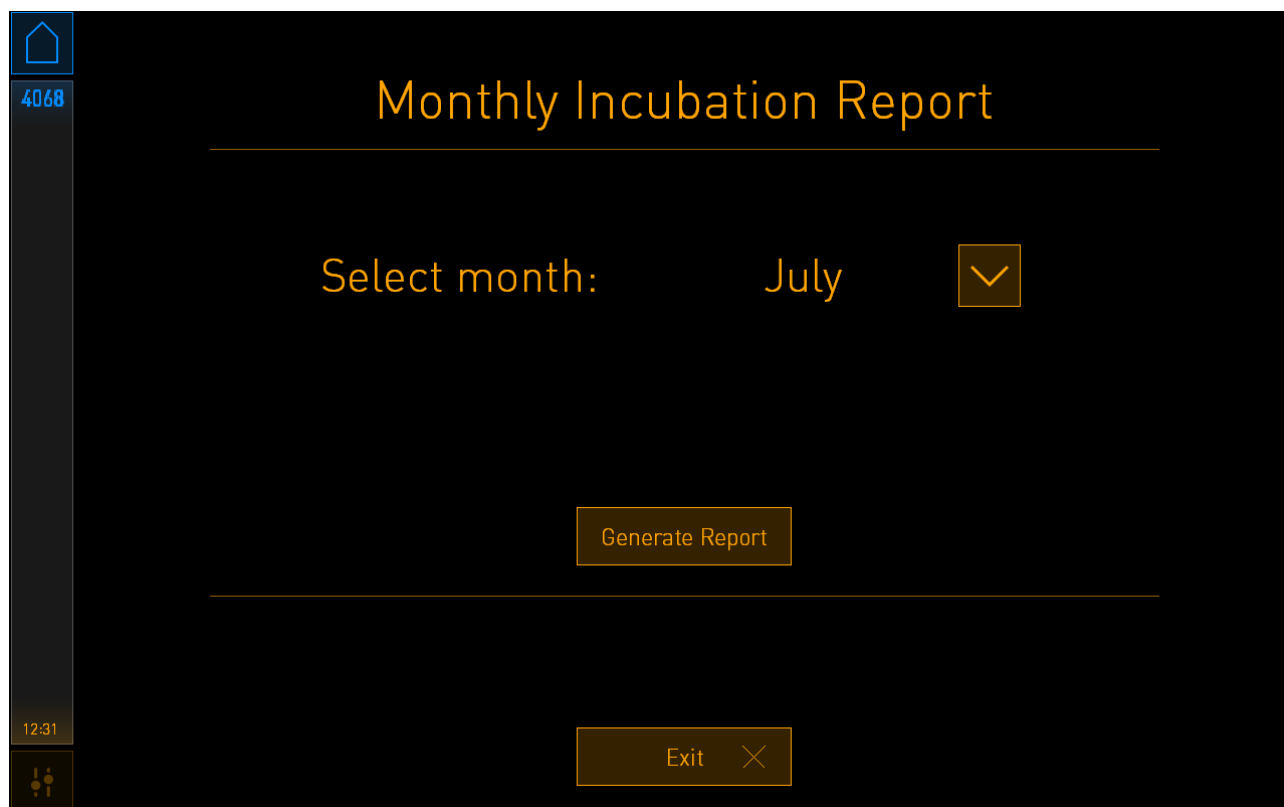 4068
Monthly Incubation Report
Select month: July
Generate Report
12:31
Exit